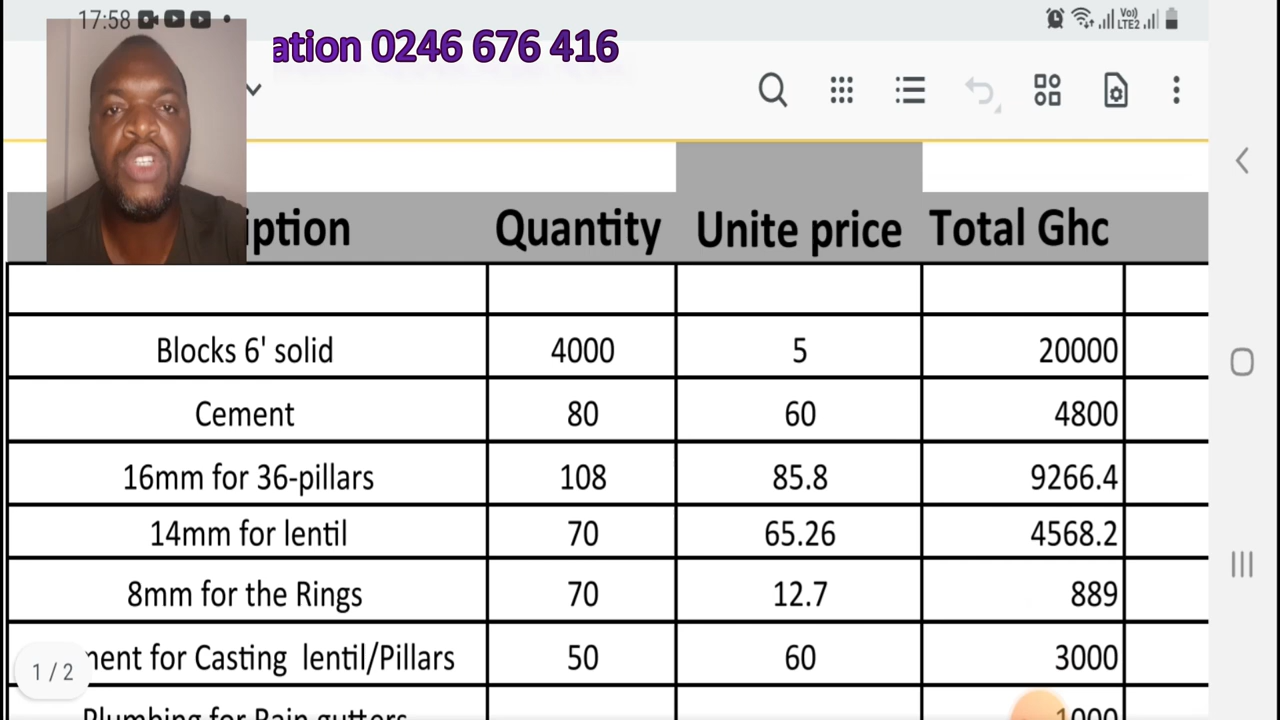 17:58
Vo) LTE2
ation 0246 676 416
iption Quantity Unite price Total Ghc
Blocks 6' solid 4000 5 20000
Cement 80 60 4800
16mm for 36-pillars 108 85.8 9266.4
14mm for lentil 70 65.26 4568.2
8mm for the Rings 70 12.7 889
nent for Casting lentil/Pillars 50 60 3000
1/2
Plumbing for Rain gutters 1000